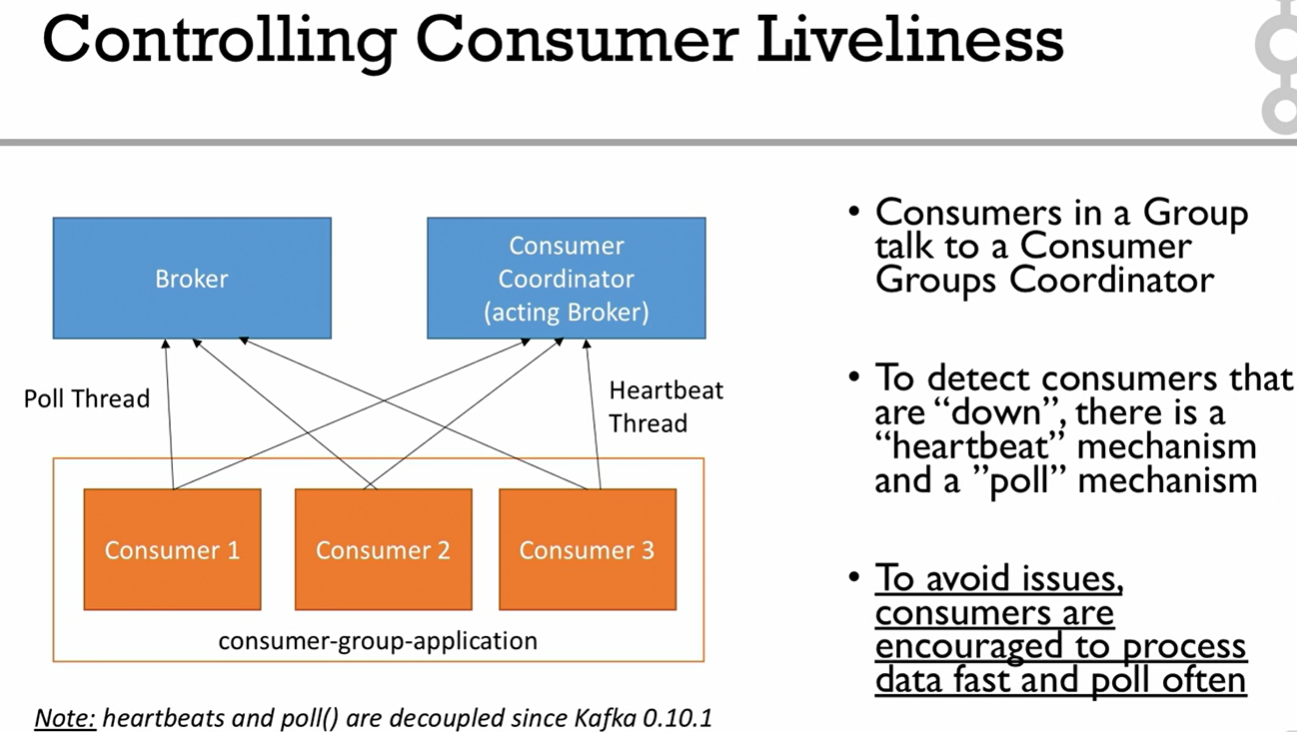 Controlling Consumer Liveliness
Broker
Consumer
Coordinator
(acting Broker)
Poll Thread
Heartbeat
Thread
Consumer 1
Consumer 2
Consumer 3
consumer-group-application
Note: heartbeats and poll() are decoupled since Kafka 0.10.1
• Consumers in a Group
talk to a Consumer
Groups Coordinator
• To detect consumers that
are “down”, there is a
“heartbeat” mechanism
and a ”poll” mechanism
• To avoid issues,
consumers are
encouraged to process
data fast and poll often